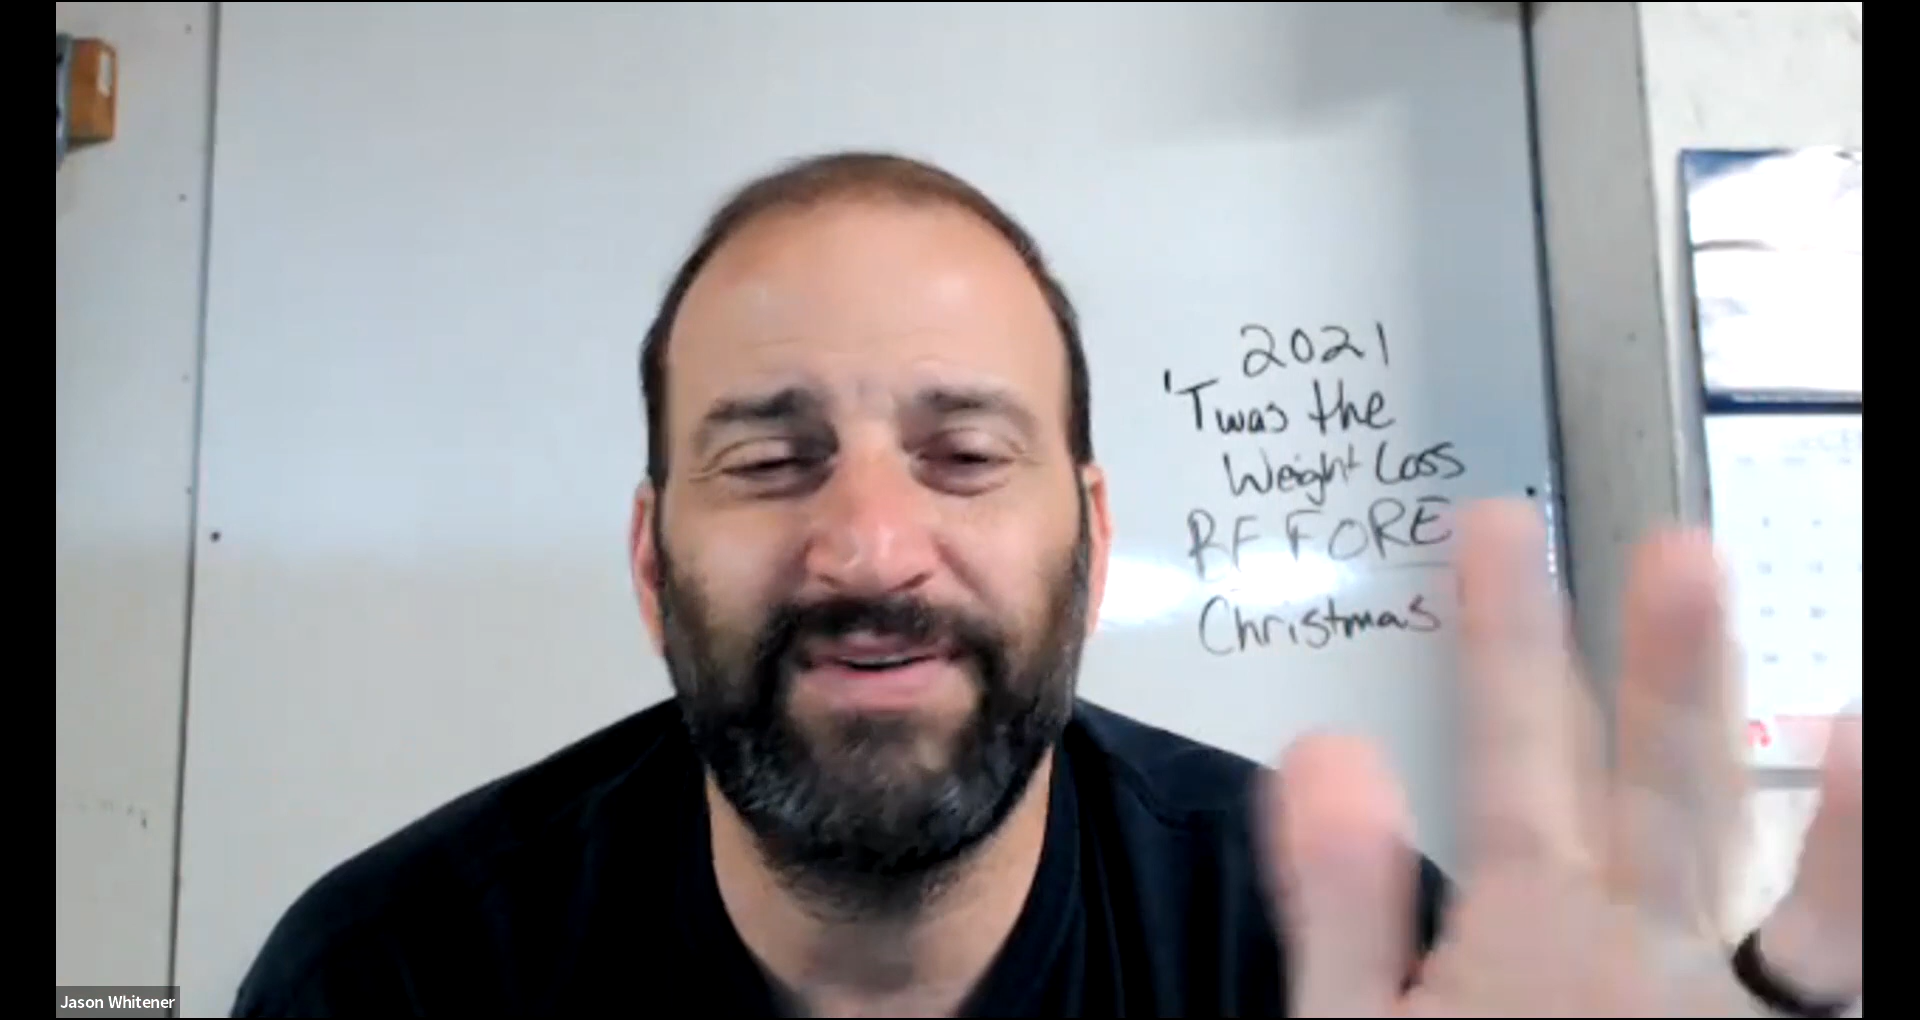 2021
'Twas the
Weight Loss
BEFORE
Christmas
Jason Whitener